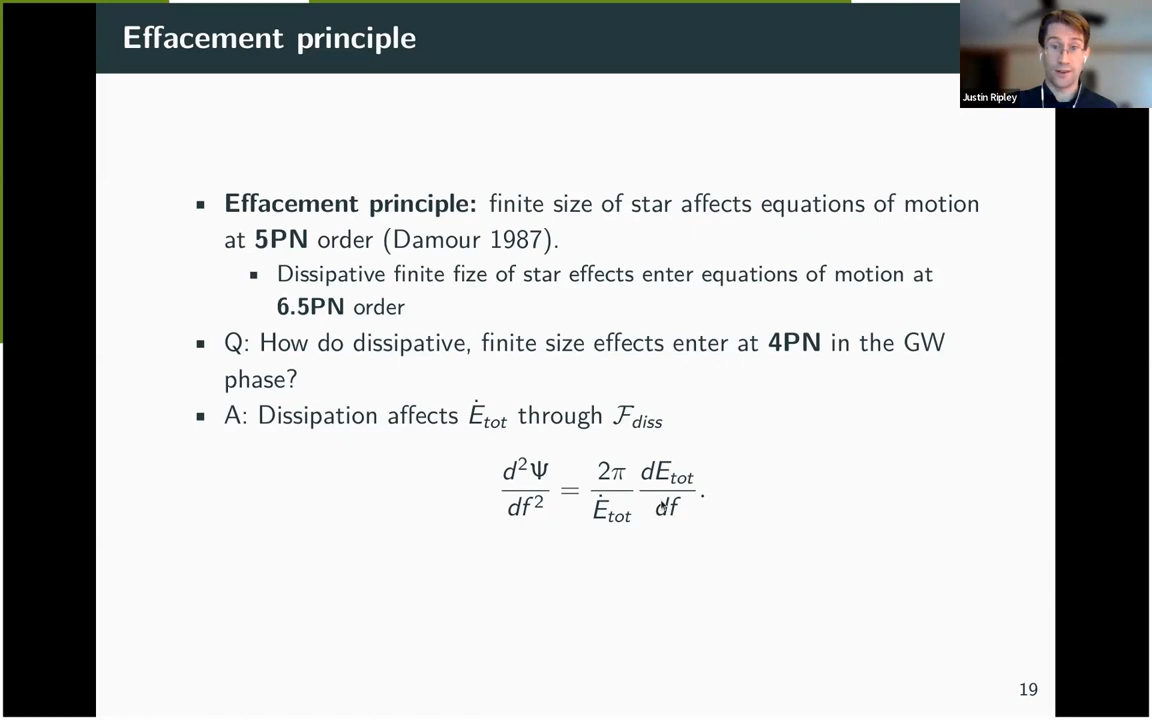 Effacement principle
Justin Ripley
▪ Effacement principle: finite size of star affects equations of motion
at 5PN order (Damour 1987).
▪ Dissipative finite fize of star effects enter equations of motion at
6.5PN order
▪ Q: How do dissipative, finite size effects enter at 4PN in the GW
phase?
▪ A: Dissipation affects Ė_tot through ℱ_diss
d²Ψ/df² = 2π/Ė_tot dE_tot/df.
19